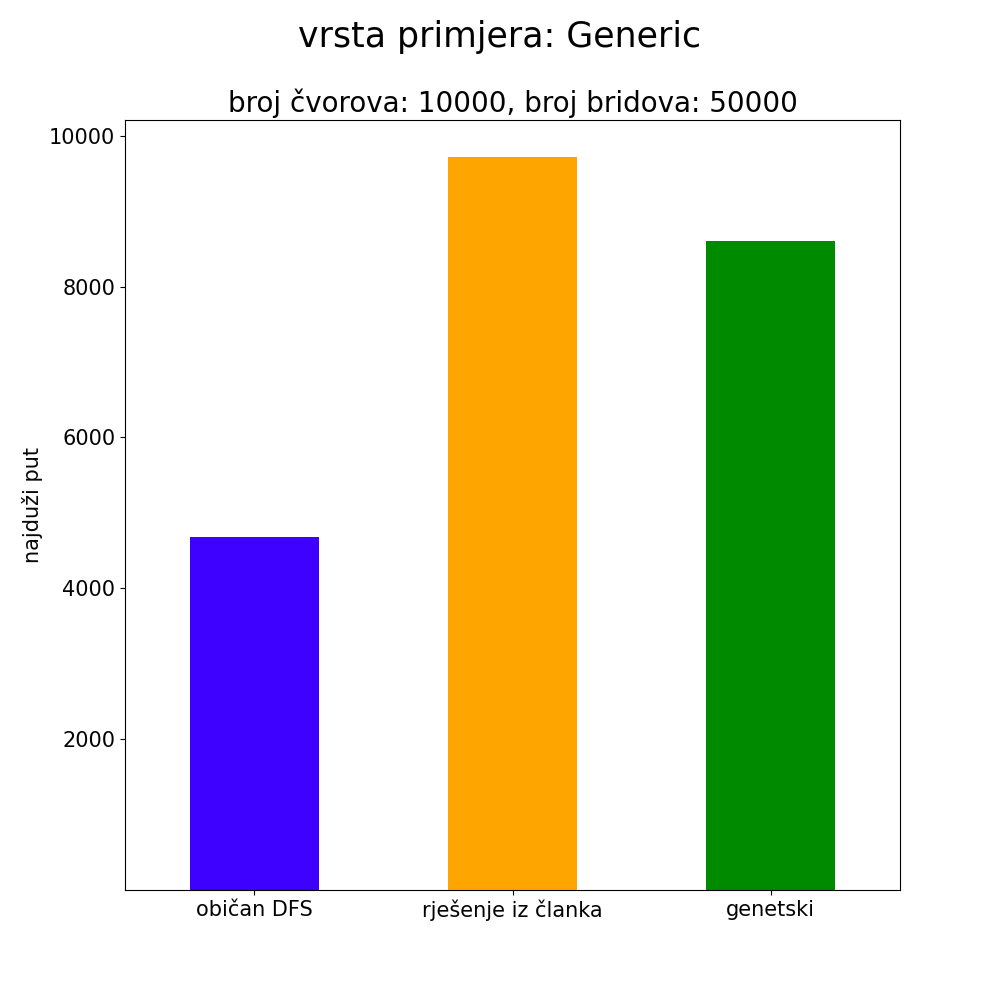 vrsta primjera: Generic
broj čvorova: 10000, broj bridova: 50000
10000
8000
6000
4000
2000
najduži put
običan DFS
rješenje iz članka
genetski